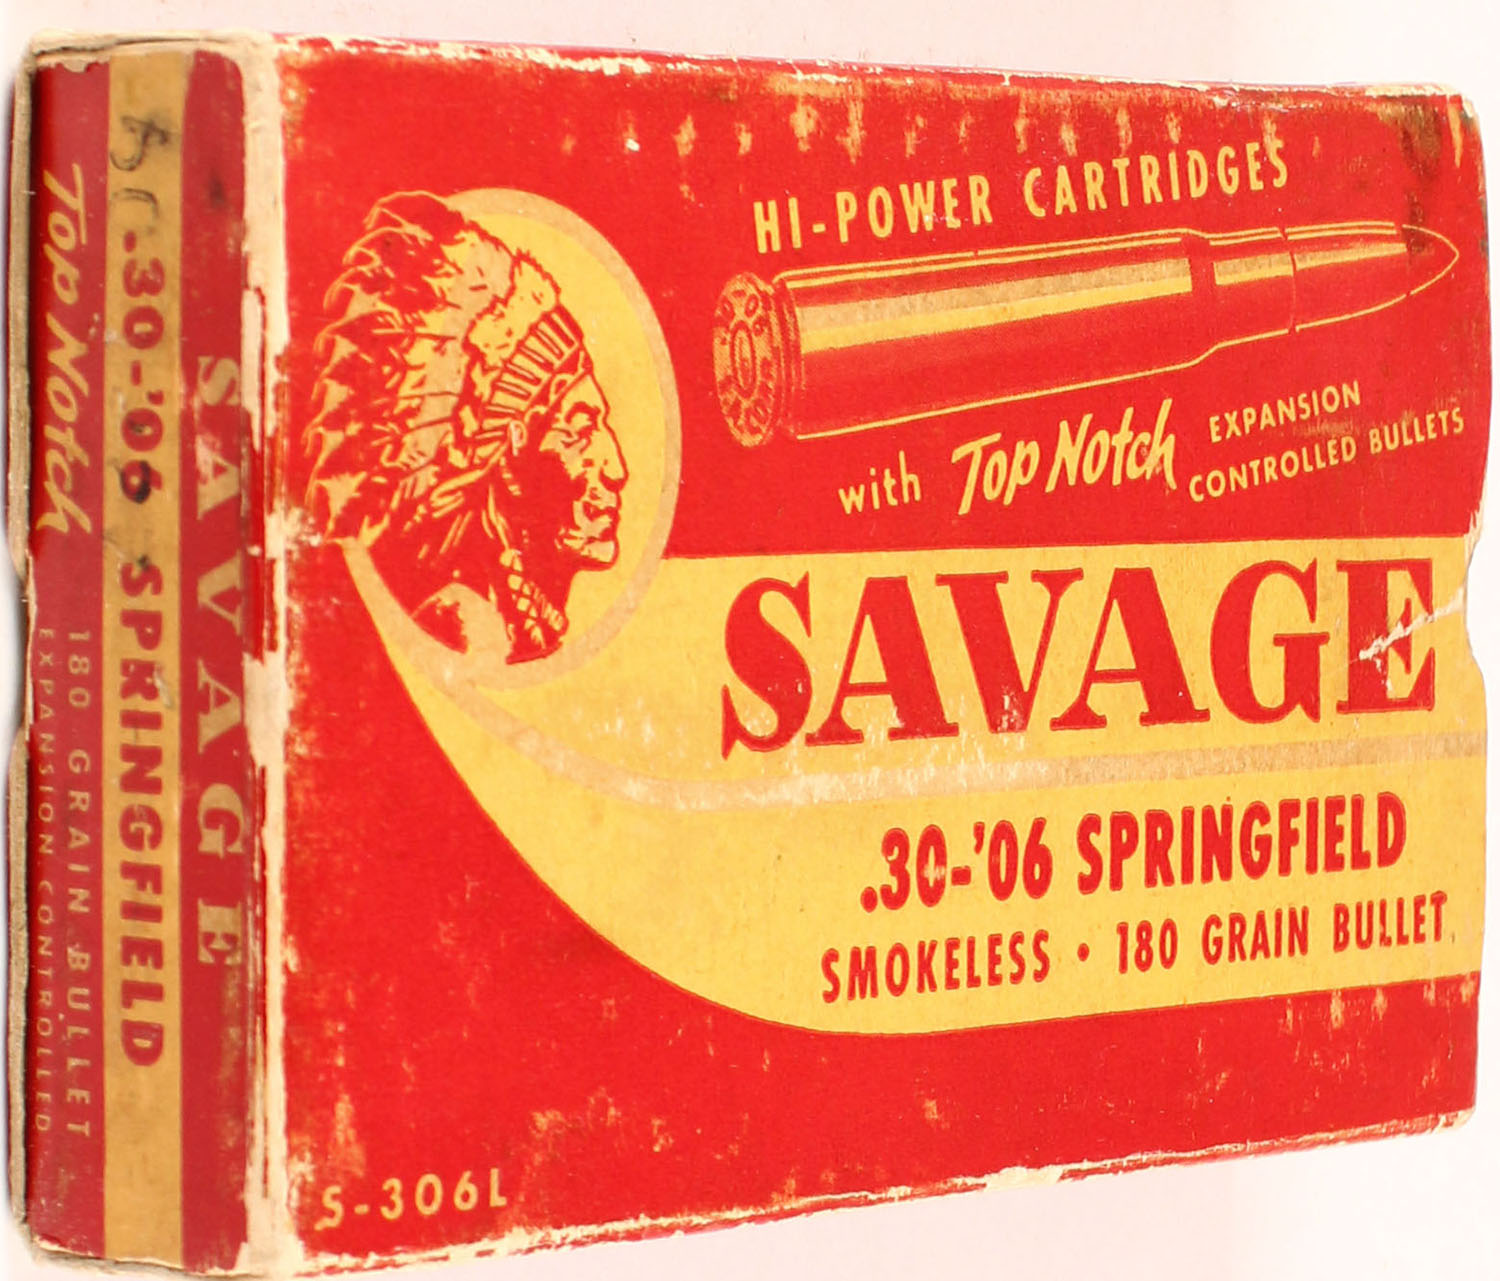 HI-POWER CARTRIDGES
with Top Notch EXPANSION
CONTROLLED BULLETS
SAVAGE
.30-'06 SPRINGFIELD
SMOKELESS · 180 GRAIN BULLET
S-306L
SAVAGE
.30-'06 SPRINGFIELD
Top Notch 180 GRAIN BULLET
EXPANSION CONTROLLED